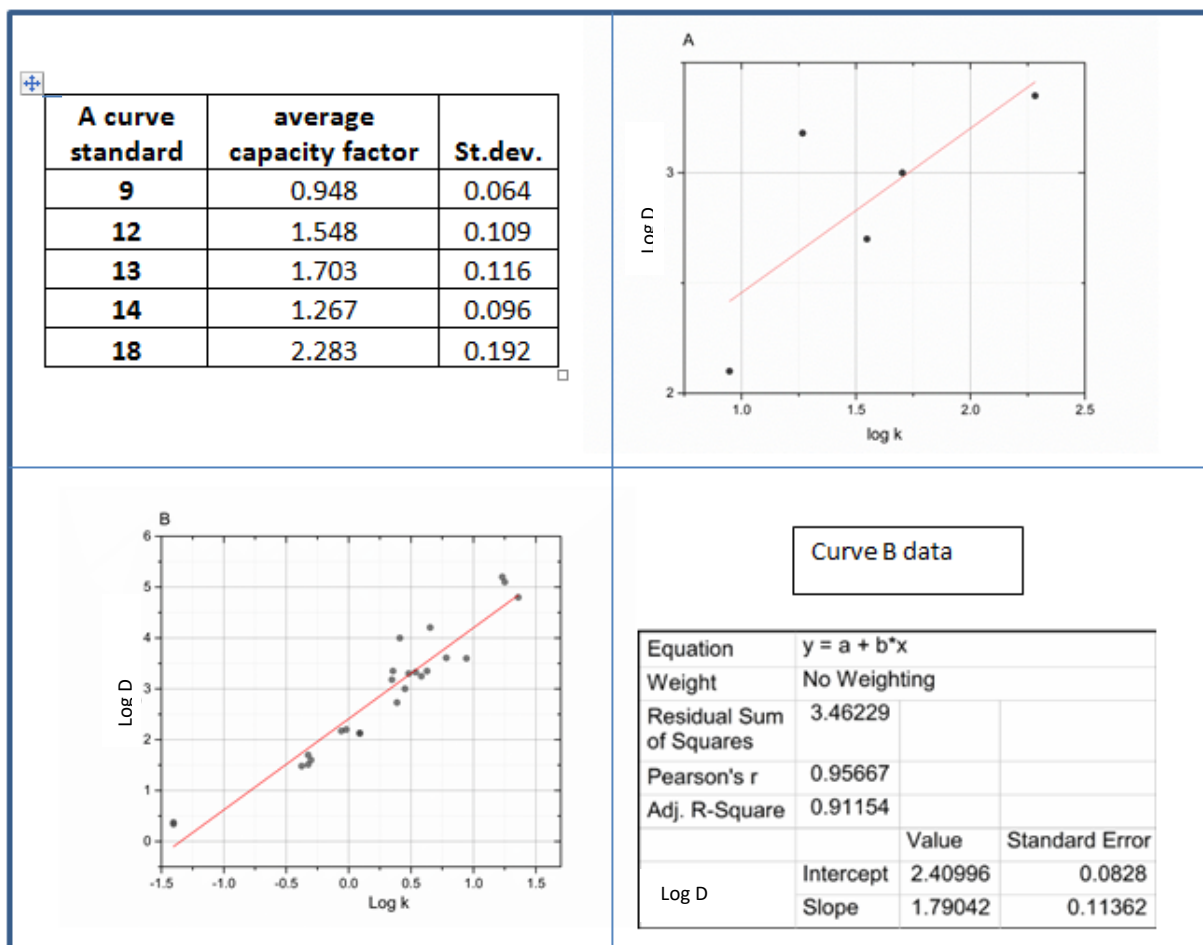 A curve standard average capacity factor St.dev.
9 0.948 0.064
12 1.548 0.109
13 1.703 0.116
14 1.267 0.096
18 2.283 0.192
A
3
2
Log D
1.0 1.5 2.0 2.5
log k
B
6
5
4
3
2
1
0
Log D
-1.5 -1.0 -0.5 0.0 0.5 1.0 1.5
Log k
Curve B data
Equation y = a + b*x
Weight No Weighting
Residual Sum of Squares 3.46229
Pearson's r 0.95667
Adj. R-Square 0.91154
Value Standard Error
Log D
Intercept 2.40996 0.0828
Slope 1.79042 0.11362